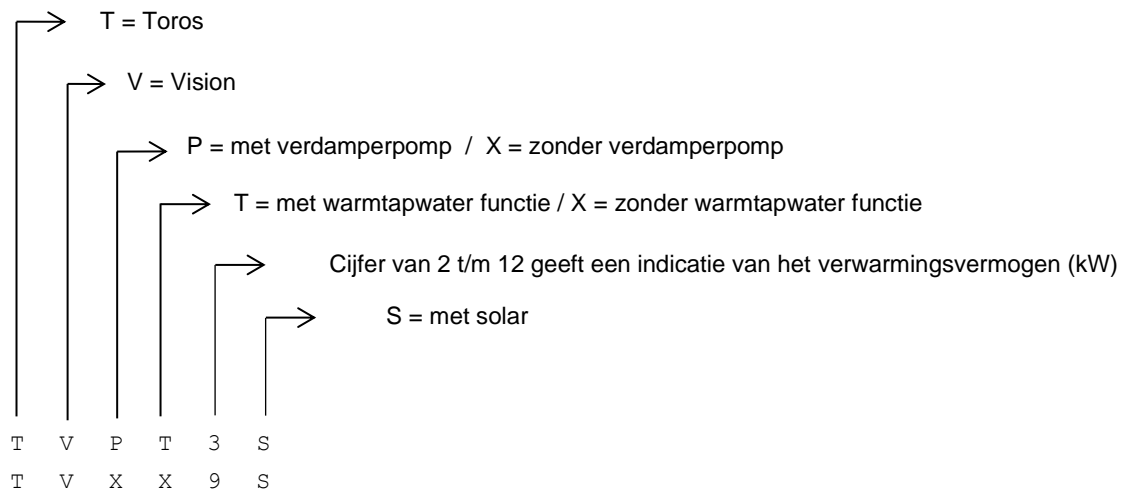 T = Toros
V = Vision
P = met verdamperpomp / X = zonder verdamperpomp
T = met warmtapwater functie / X = zonder warmtapwater functie
Cijfer van 2 t/m 12 geeft een indicatie van het verwarmingsvermogen (kW)
S = met solar
T V P T 3 S
T V X X 9 S